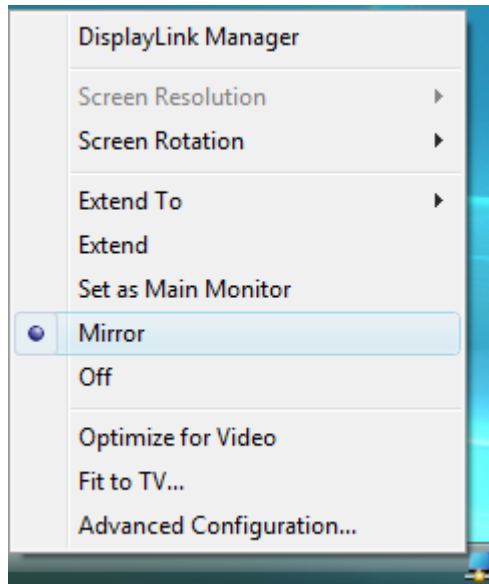 DisplayLink Manager
Screen Resolution
Screen Rotation
Extend To
Extend
Set as Main Monitor
Mirror
Off
Optimize for Video
Fit to TV...
Advanced Configuration...